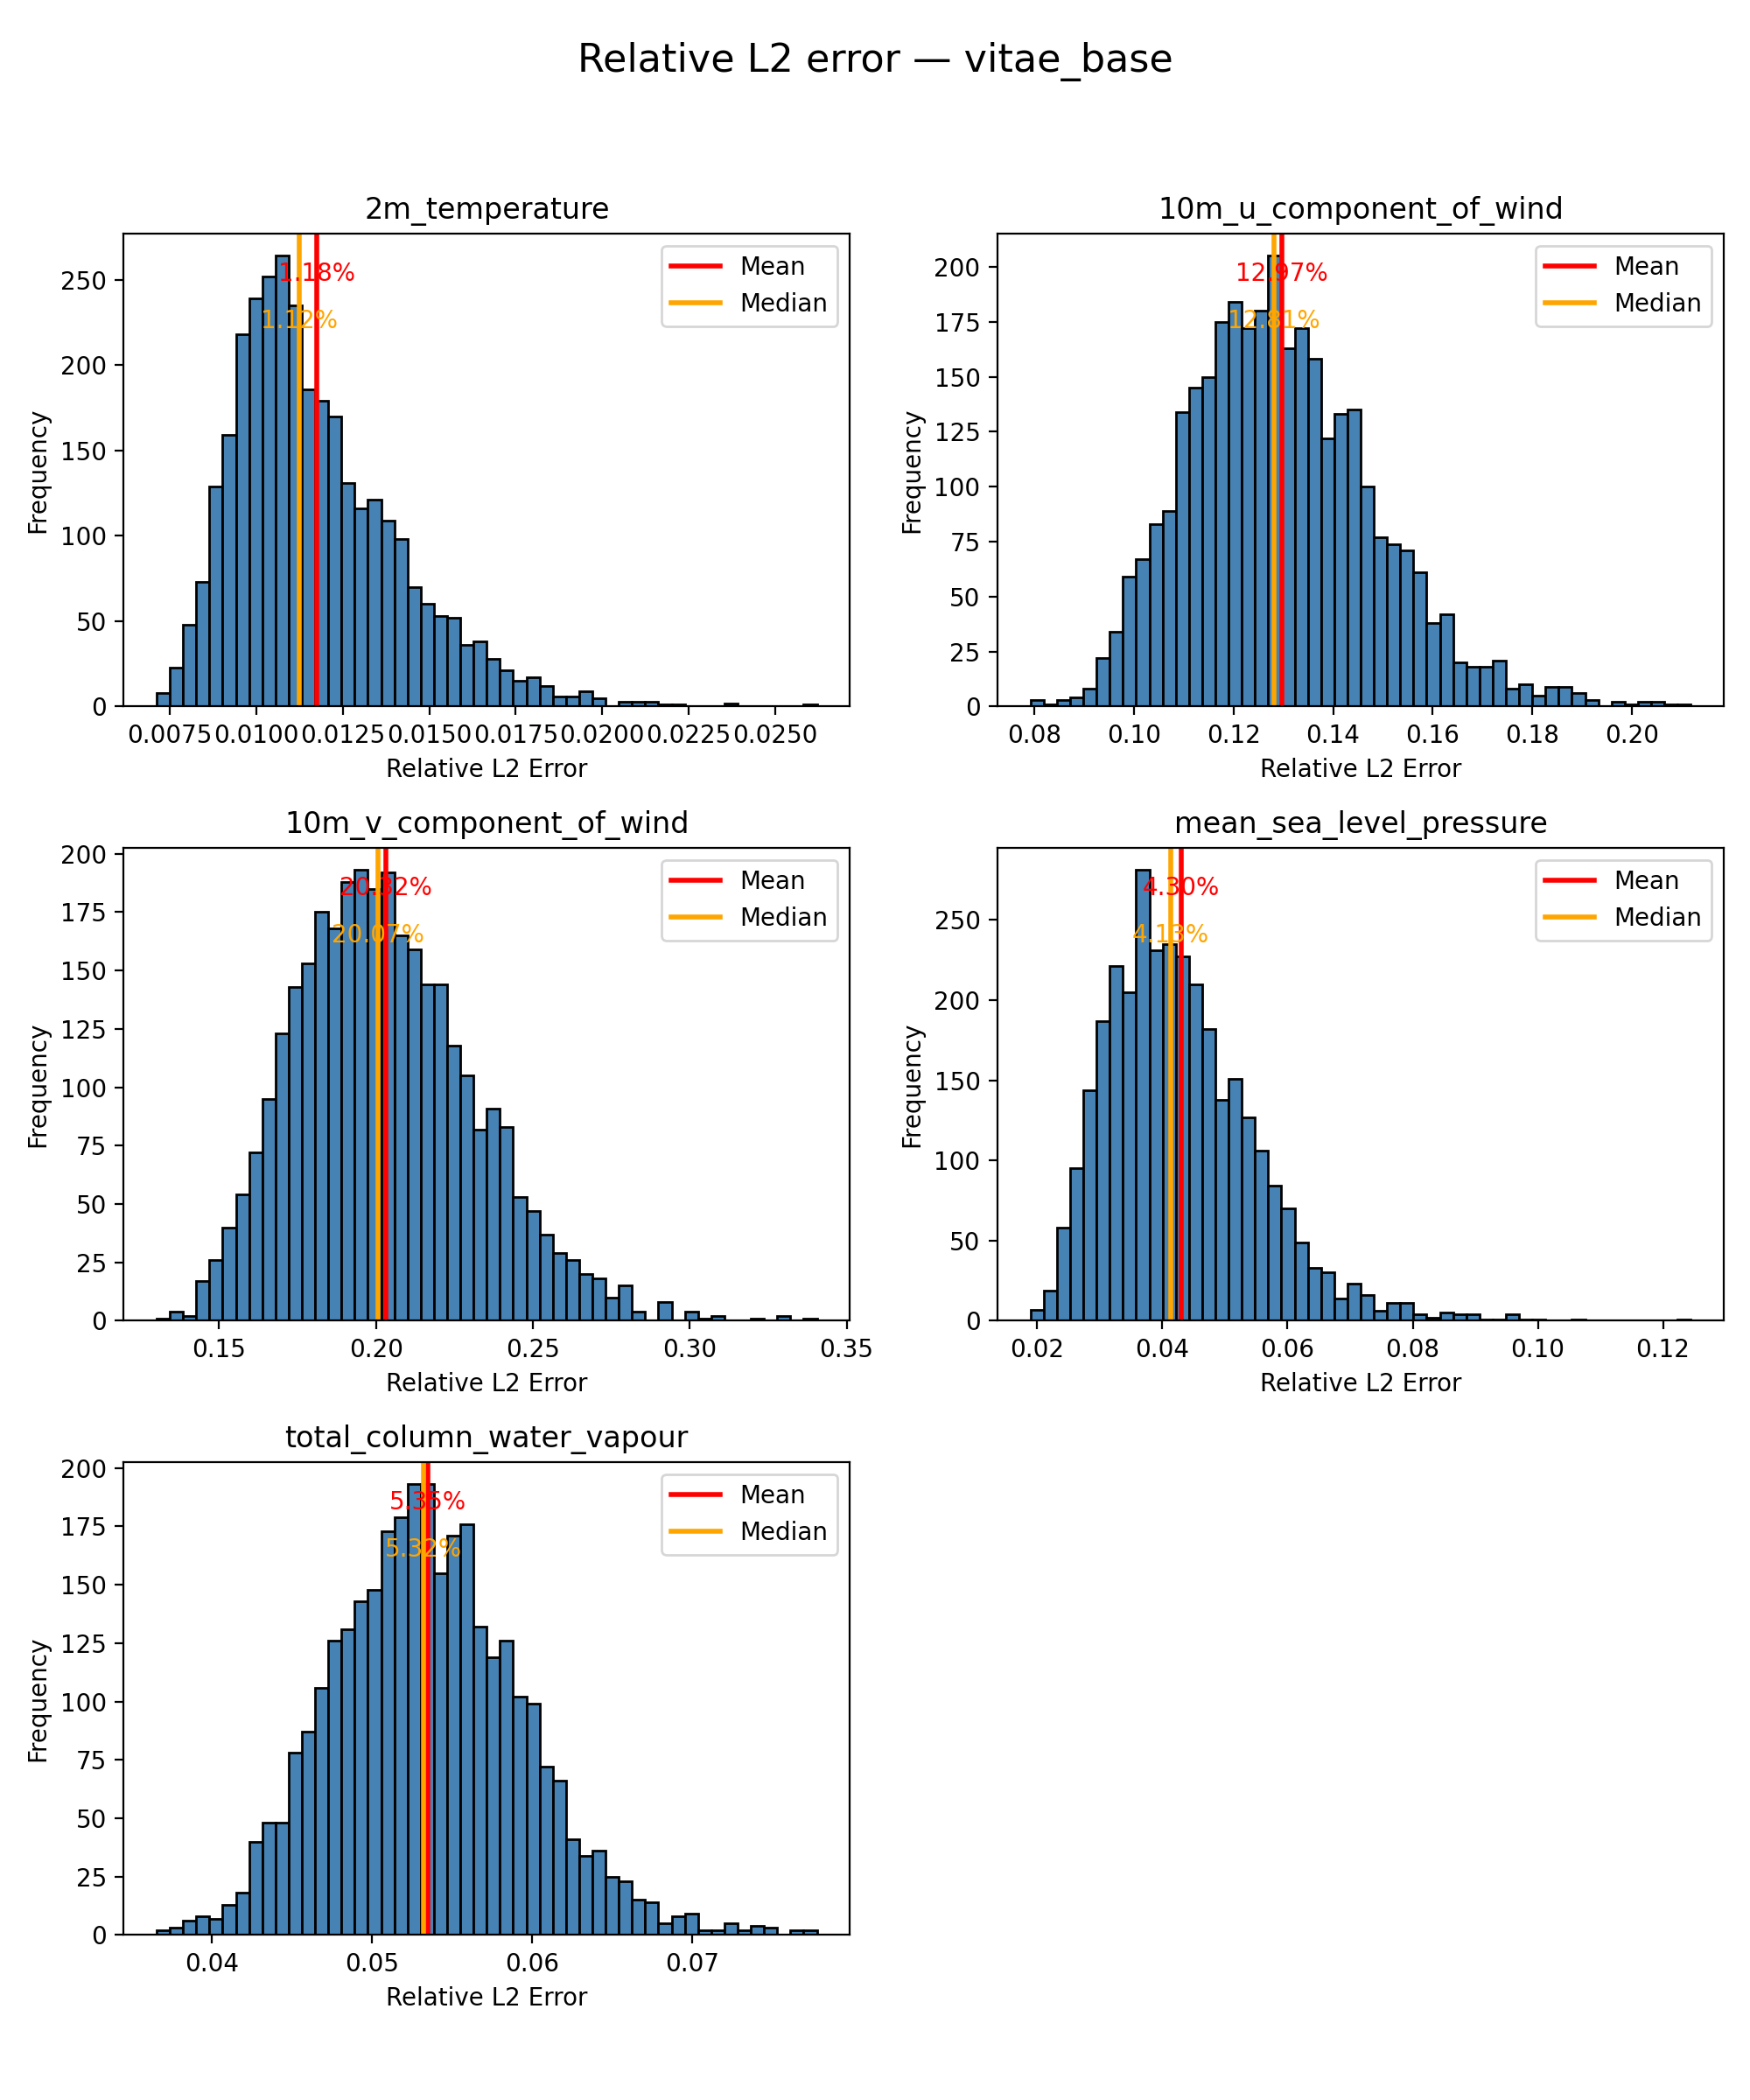 Relative L2 error — vitae_base
2m_temperature
Frequency
250
200
150
100
50
0
1.18%
1.12%
Mean
Median
0.0075 0.0100 0.0125 0.0150 0.0175 0.0200 0.0225 0.0250
Relative L2 Error
10m_u_component_of_wind
Frequency
200
175
150
125
100
75
50
25
0
12.97%
12.81%
Mean
Median
0.08 0.10 0.12 0.14 0.16 0.18 0.20
Relative L2 Error
10m_v_component_of_wind
Frequency
200
175
150
125
100
75
50
25
0
20.32%
20.07%
Mean
Median
0.15 0.20 0.25 0.30 0.35
Relative L2 Error
mean_sea_level_pressure
Frequency
250
200
150
100
50
0
4.30%
4.13%
Mean
Median
0.02 0.04 0.06 0.08 0.10 0.12
Relative L2 Error
total_column_water_vapour
Frequency
200
175
150
125
100
75
50
25
0
5.35%
5.32%
Mean
Median
0.04 0.05 0.06 0.07
Relative L2 Error